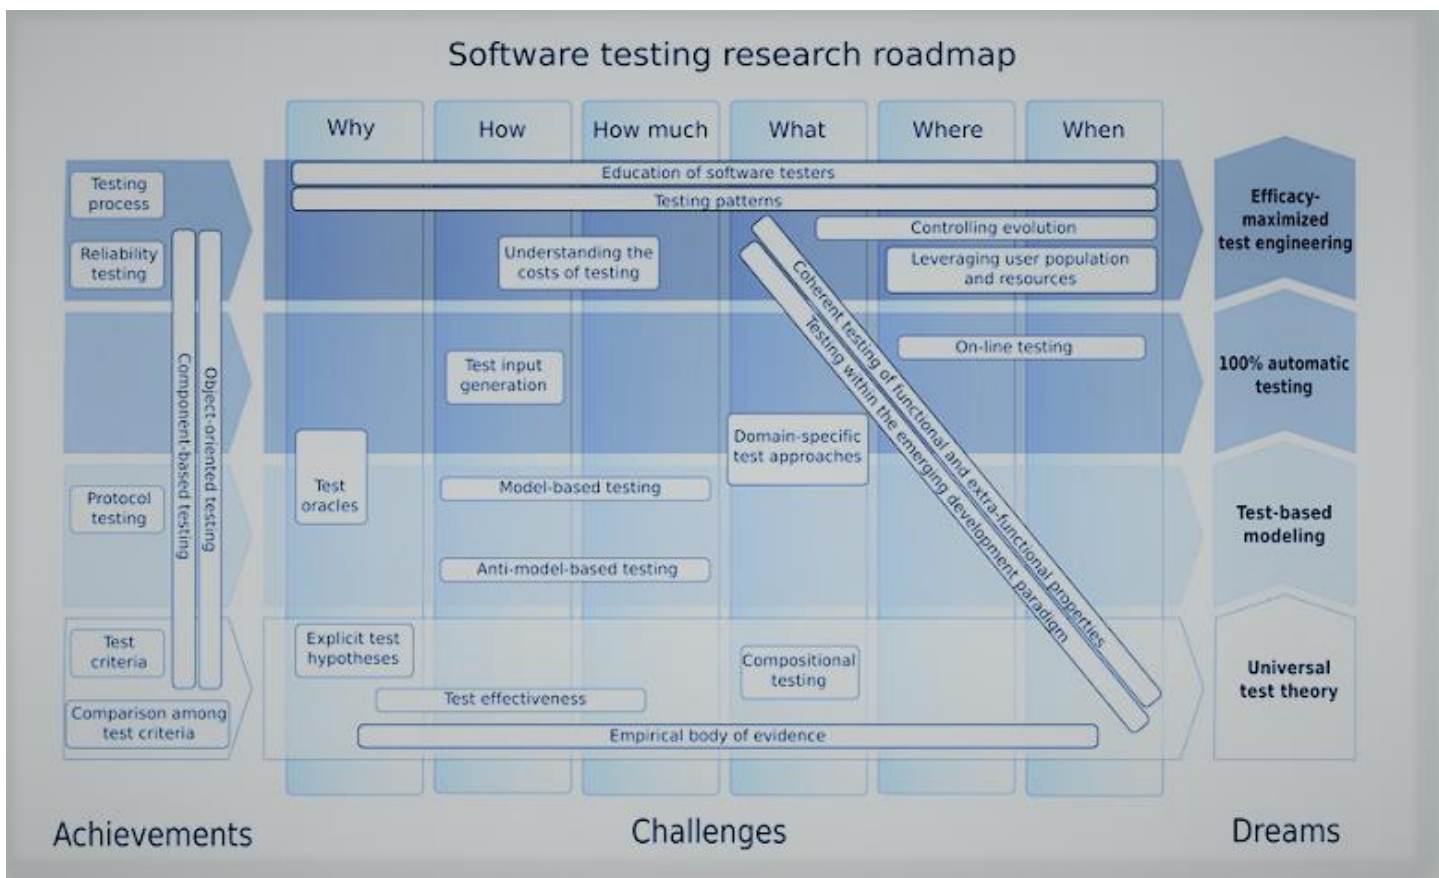 Software testing research roadmap
Why
How
How much
What
Where
When
Education of software testers
Testing patterns
Testing
process
Reliability
testing
Understanding the
costs of testing
Controlling evolution
Leveraging user population
and resources
Efficacy-
maximized
test engineering
Component-based testing
Object-oriented testing
Coherent testing of functional and extra-functional properties
Testing within the emerging development paradigm
Test input
generation
On-line testing
100% automatic
testing
Domain-specific
test approaches
Protocol
testing
Test
oracles
Model-based testing
Anti-model-based testing
Test-based
modeling
Test
criteria
Comparison among
test criteria
Explicit test
hypotheses
Test effectiveness
Compositional
testing
Empirical body of evidence
Universal
test theory
Achievements
Challenges
Dreams